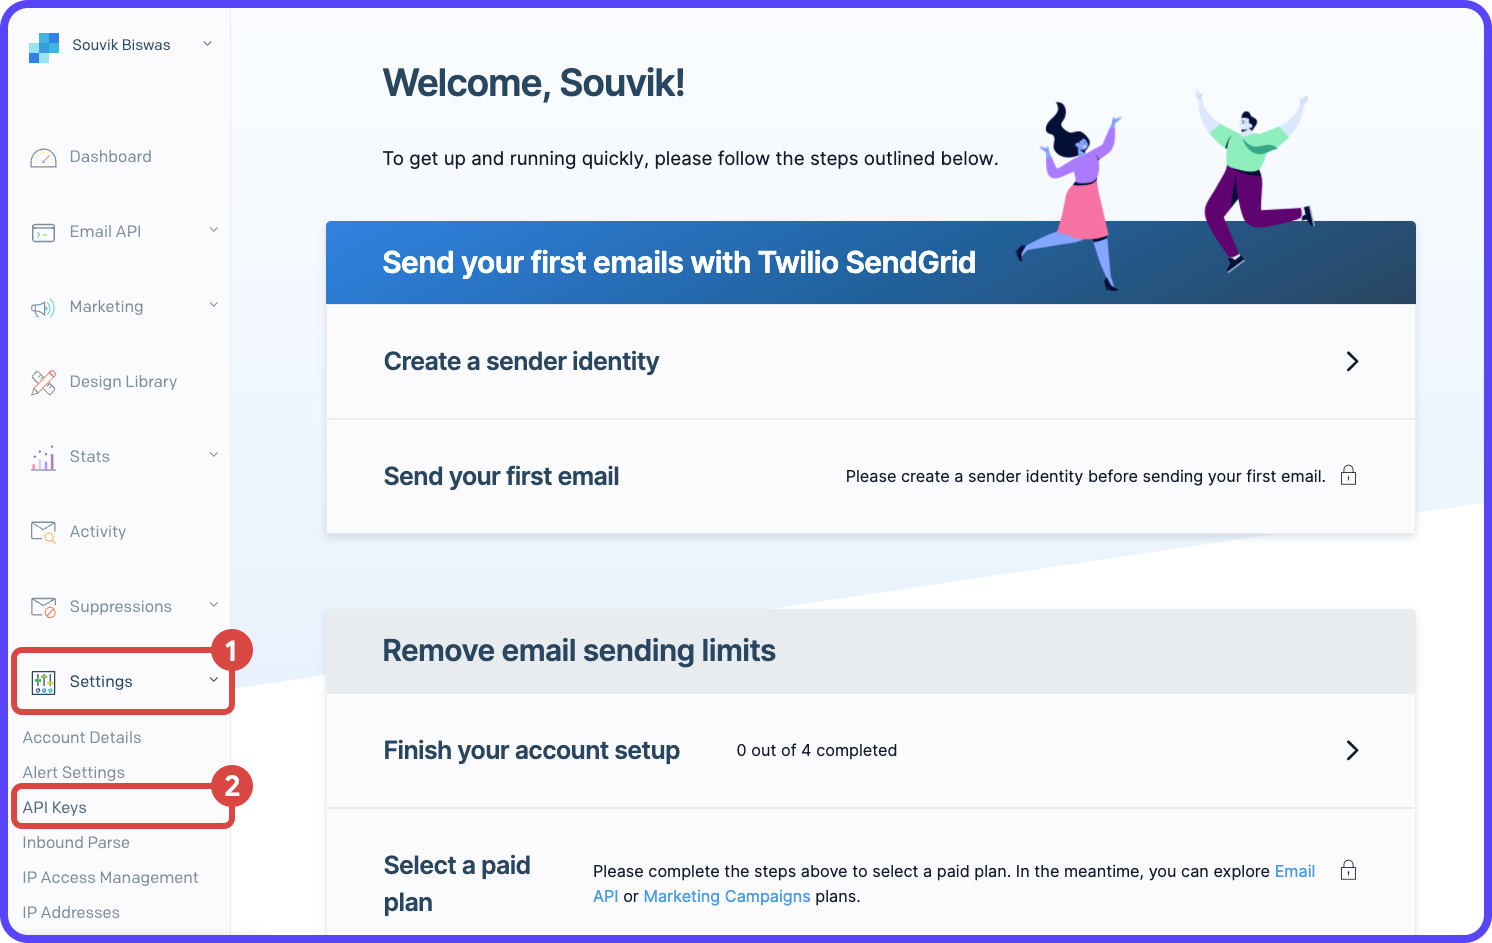 Souvik Biswas
Dashboard
Email API
Marketing
Design Library
Stats
Activity
Suppressions
1
Settings
Account Details
Alert Settings
2
API Keys
Inbound Parse
IP Access Management
IP Addresses
Welcome, Souvik!
To get up and running quickly, please follow the steps outlined below.
Send your first emails with Twilio SendGrid
Create a sender identity
Send your first email
Please create a sender identity before sending your first email.
Remove email sending limits
Finish your account setup
0 out of 4 completed
Select a paid
plan
Please complete the steps above to select a paid plan. In the meantime, you can explore Email
API or Marketing Campaigns plans.